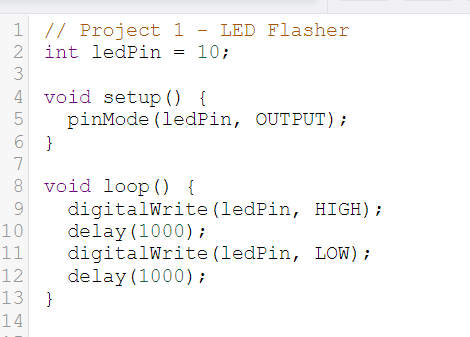 1 // Project 1 - LED Flasher
2 int ledPin = 10;
3
4 void setup() {
5   pinMode(ledPin, OUTPUT);
6 }
7
8 void loop() {
9   digitalWrite(ledPin, HIGH);
10   delay(1000);
11   digitalWrite(ledPin, LOW);
12   delay(1000);
13 }
14